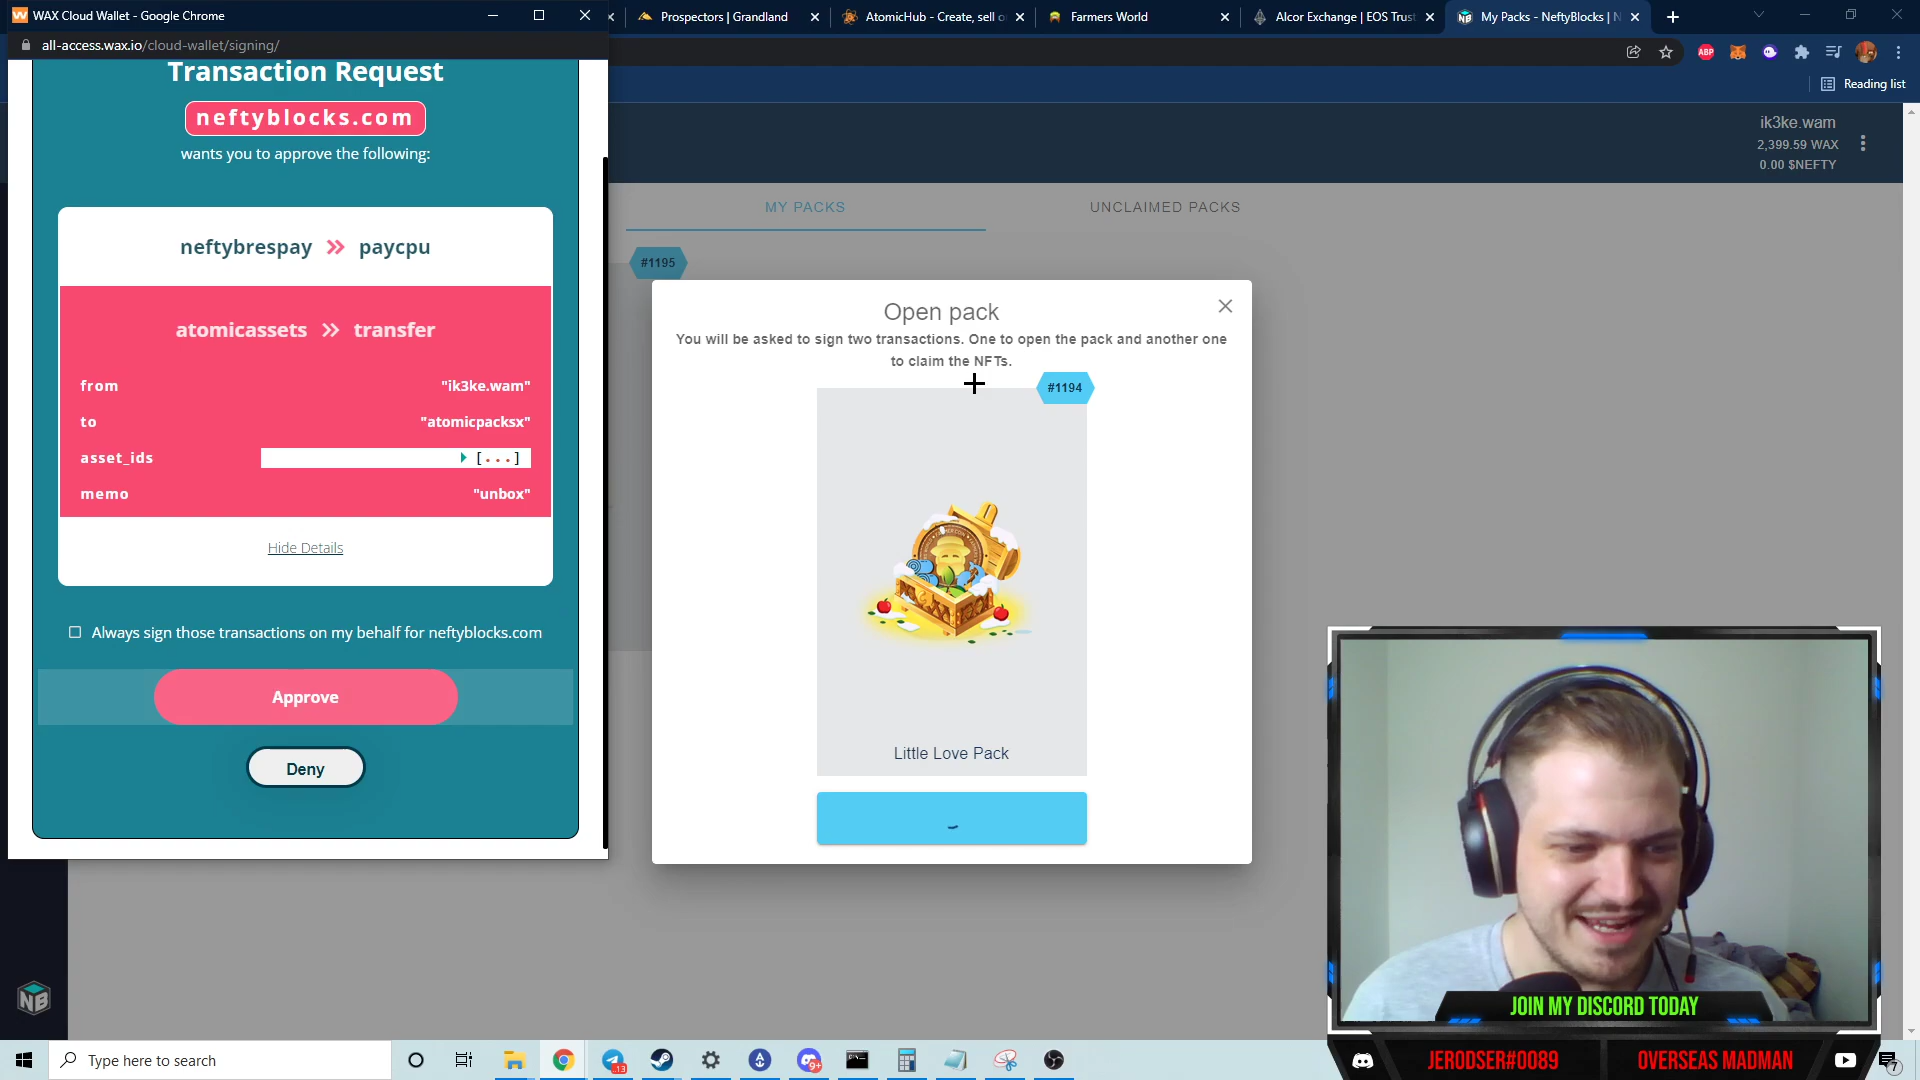 WAX Cloud Wallet - Google Chrome
Prospectors | Grandland
AtomicHub - Create, sell o
Farmers World
Alcor Exchange | EOS Trust
My Packs - NeftyBlocks | N
all-access.wax.io/cloud-wallet/signing/
ABP
Reading list
Transaction Request
neftyblocks.com
wants you to approve the following:
neftybrespay » paycpu
atomicassets » transfer
from "ik3ke.wam"
to "atomicpacksx"
asset_ids [...]
memo "unbox"
Hide Details
Always sign those transactions on my behalf for neftyblocks.com
Approve
Deny
ik3ke.wam
2,399.59 WAX
0.00 $NEFTY
MY PACKS
UNCLAIMED PACKS
#1195
Open pack
You will be asked to sign two transactions. One to open the pack and another one
to claim the NFTs.
#1194
Little Love Pack
NB
JOIN MY DISCORD TODAY
JERODSER#0089
OVERSEAS MADMAN
Type here to search
13
9+
7